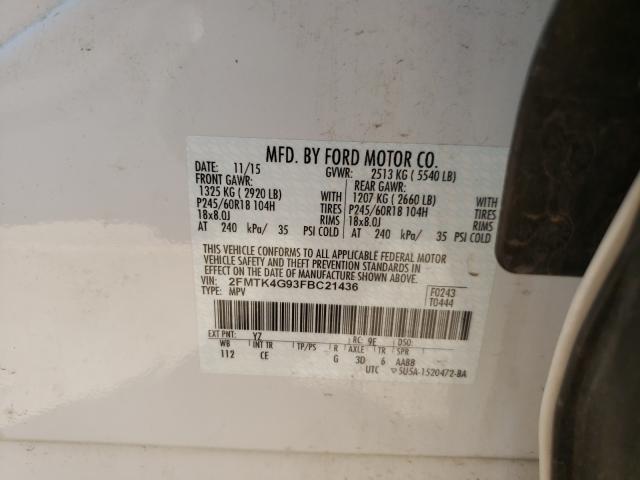 MFD. BY FORD MOTOR CO.
DATE: 11/15 GVWR: 2513 KG ( 5540 LB)
FRONT GAWR: REAR GAWR:
1325 KG ( 2920 LB) 1207 KG ( 2660 LB)
P245/60R18 104H TIRES P245/60R18 104H TIRES
18x8.0J RIMS 18x8.0J RIMS
AT 240 kPa/ 35 PSI COLD AT 240 kPa/ 35 PSI COLD
THIS VEHICLE CONFORMS TO ALL APPLICABLE FEDERAL MOTOR
VEHICLE SAFETY AND THEFT PREVENTION STANDARDS IN
EFFECT ON THE DATE OF MANUFACTURE SHOWN ABOVE.
VIN: 2FMTK4G93FBC21436 F0243
TYPE: MPV T0444
EXT PNT: YZ RC: 9E DSO:
WB INT TR TP/PS R AXLE TR SPR
112 CE G 3D 6 AABB
UTC 5U5A-1520472-BA